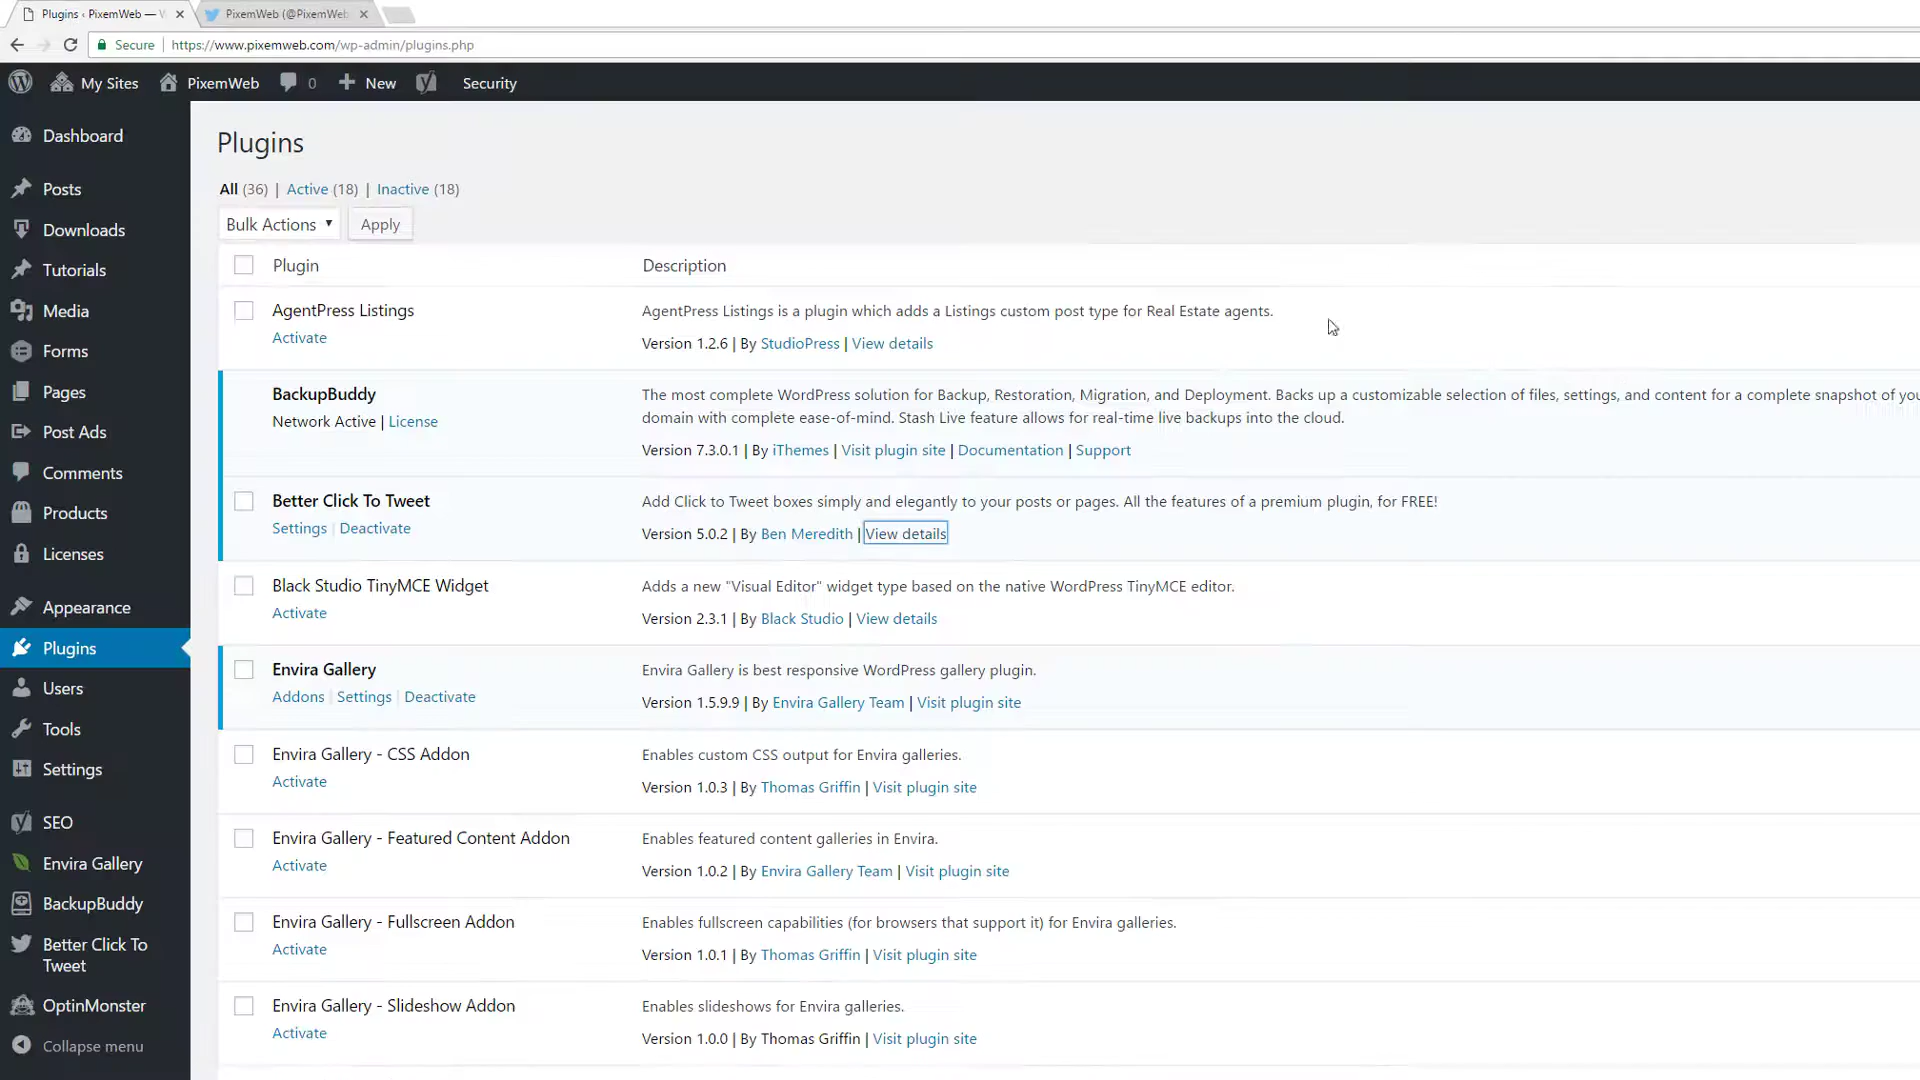 Plugins ‹ PixemWeb —
PixemWeb (@PixemWeb
Secure
https://www.pixemweb.com/wp-admin/plugins.php
My Sites
PixemWeb
0
New
Security
Dashboard
Posts
Downloads
Tutorials
Media
Forms
Pages
Post Ads
Comments
Products
Licenses
Appearance
Plugins
Users
Tools
Settings
SEO
Envira Gallery
BackupBuddy
Better Click To
Tweet
OptinMonster
Collapse menu
Plugins
All (36) | Active (18) | Inactive (18)
Bulk Actions
Apply
Plugin
Description
AgentPress Listings
Activate
AgentPress Listings is a plugin which adds a Listings custom post type for Real Estate agents.
Version 1.2.6 | By StudioPress | View details
BackupBuddy
Network Active | License
The most complete WordPress solution for Backup, Restoration, Migration, and Deployment. Backs up a customizable selection of files, settings, and content for a complete snapshot of you
domain with complete ease-of-mind. Stash Live feature allows for real-time live backups into the cloud.
Version 7.3.0.1 | By iThemes | Visit plugin site | Documentation | Support
Better Click To Tweet
Settings | Deactivate
Add Click to Tweet boxes simply and elegantly to your posts or pages. All the features of a premium plugin, for FREE!
Version 5.0.2 | By Ben Meredith | View details
Black Studio TinyMCE Widget
Activate
Adds a new "Visual Editor" widget type based on the native WordPress TinyMCE editor.
Version 2.3.1 | By Black Studio | View details
Envira Gallery
Addons | Settings | Deactivate
Envira Gallery is best responsive WordPress gallery plugin.
Version 1.5.9.9 | By Envira Gallery Team | Visit plugin site
Envira Gallery - CSS Addon
Activate
Enables custom CSS output for Envira galleries.
Version 1.0.3 | By Thomas Griffin | Visit plugin site
Envira Gallery - Featured Content Addon
Activate
Enables featured content galleries in Envira.
Version 1.0.2 | By Envira Gallery Team | Visit plugin site
Envira Gallery - Fullscreen Addon
Activate
Enables fullscreen capabilities (for browsers that support it) for Envira galleries.
Version 1.0.1 | By Thomas Griffin | Visit plugin site
Envira Gallery - Slideshow Addon
Activate
Enables slideshows for Envira galleries.
Version 1.0.0 | By Thomas Griffin | Visit plugin site